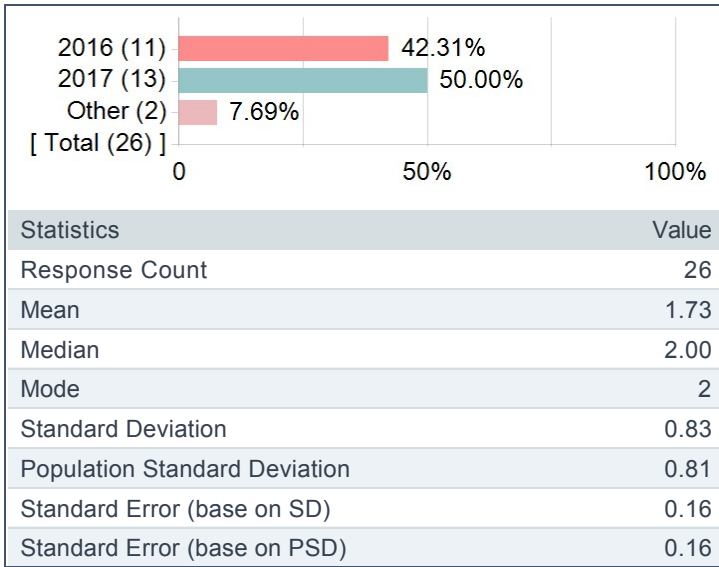 2016 (11) 42.31%
2017 (13) 50.00%
Other (2) 7.69%
[ Total (26) ]
0 50% 100%
Statistics Value
Response Count 26
Mean 1.73
Median 2.00
Mode 2
Standard Deviation 0.83
Population Standard Deviation 0.81
Standard Error (base on SD) 0.16
Standard Error (base on PSD) 0.16